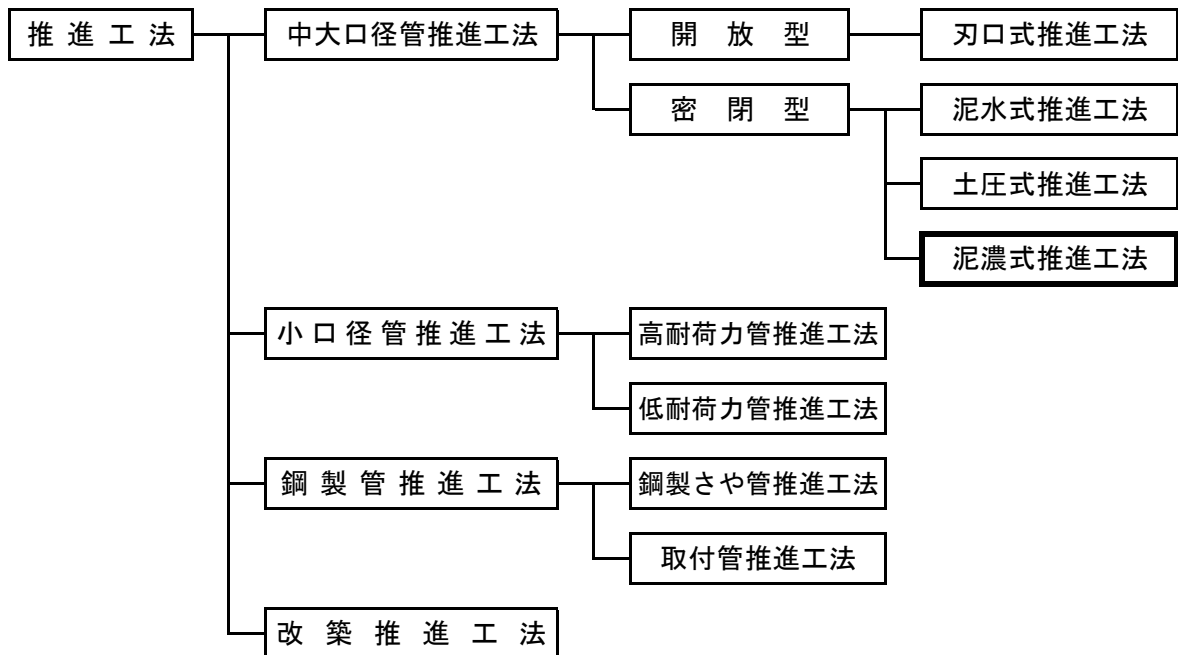 推進工法
中大口径管推進工法
開放型
刃口式推進工法
密閉型
泥水式推進工法
土圧式推進工法
泥濃式推進工法
小口径管推進工法
高耐荷力管推進工法
低耐荷力管推進工法
鋼製管推進工法
鋼製さや管推進工法
取付管推進工法
改築推進工法